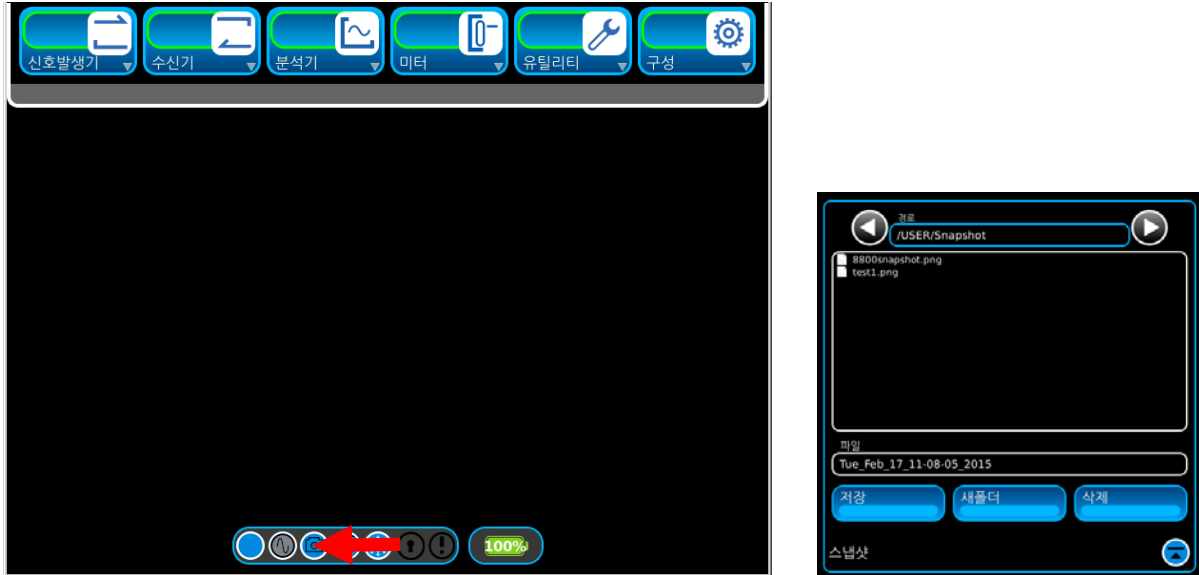 신호발생기
수신기
분석기
미터
유틸리티
구성
100%
경로
/USER/Snapshot
8800snapshot.png
test1.png
파일
Tue_Feb_17_11-08-05_2015
저장
새폴더
삭제
스냅샷